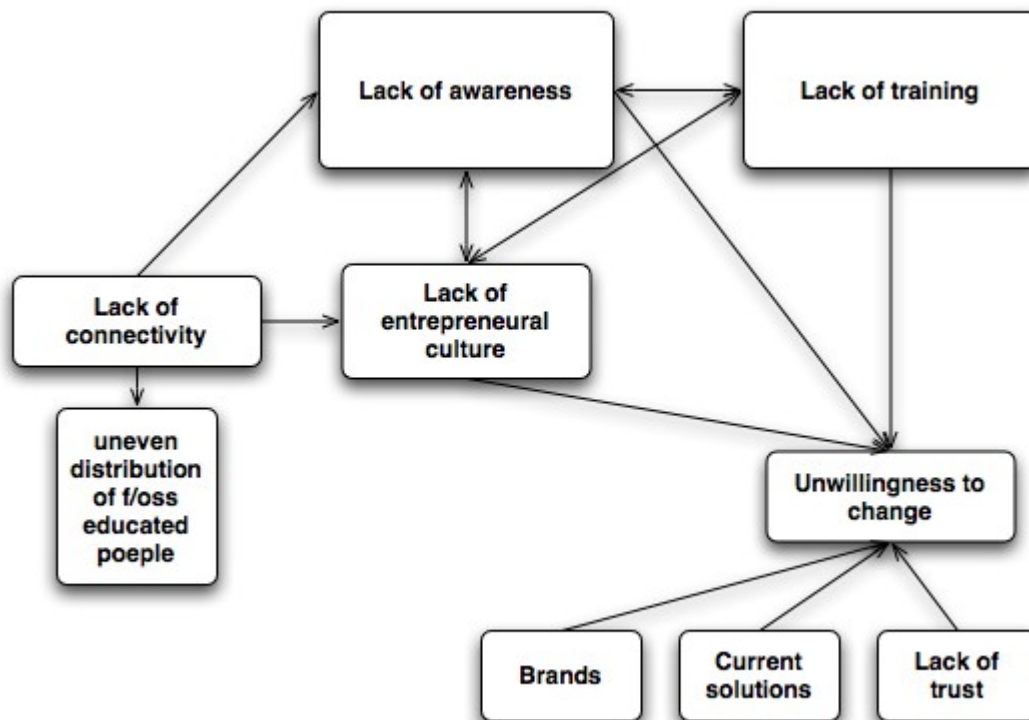 Lack of awareness
Lack of training
Lack of
connectivity
Lack of
entrepreneural
culture
uneven
distribution
of f/oss
educated
poeple
Unwillingness to
change
Brands
Current
solutions
Lack of
trust